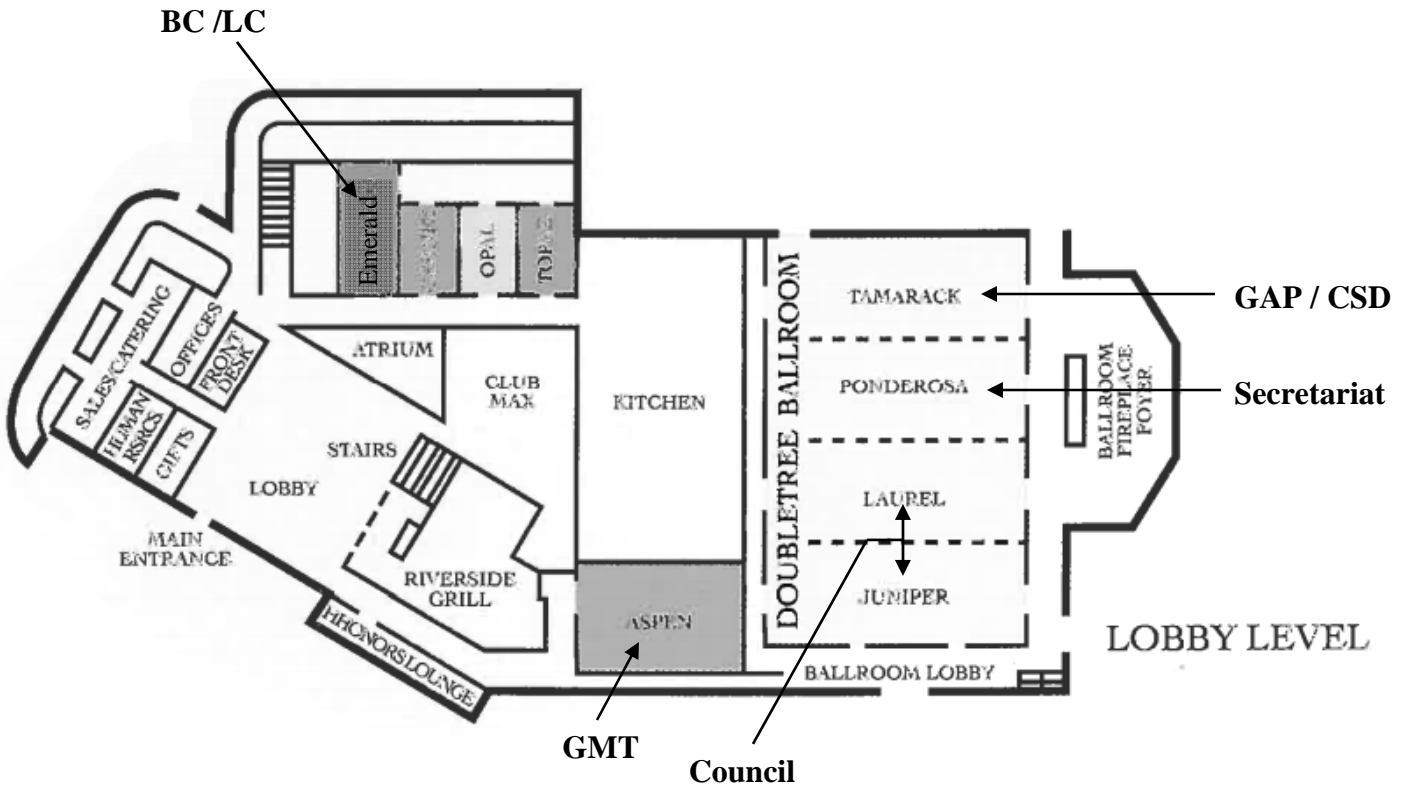 BC /LC
Emerald
OPAL
TOPAZ
TAMARACK
GAP / CSD
DOUBLETREE BALLROOM
SALES/CATERING
OFFICES
FRONT
DESK
ATRIUM
CLUB
MAX
KITCHEN
PONDEROSA
BALLROOM
FIREPLACE
FOYER
Secretariat
HUMAN
RSRCS
GIFTS
STAIRS
LOBBY
LAUREL
MAIN
ENTRANCE
RIVERSIDE
GRILL
ASPEN
JUNIPER
HHONORS LOUNGE
LOBBY LEVEL
BALLROOM LOBBY
GMT
Council